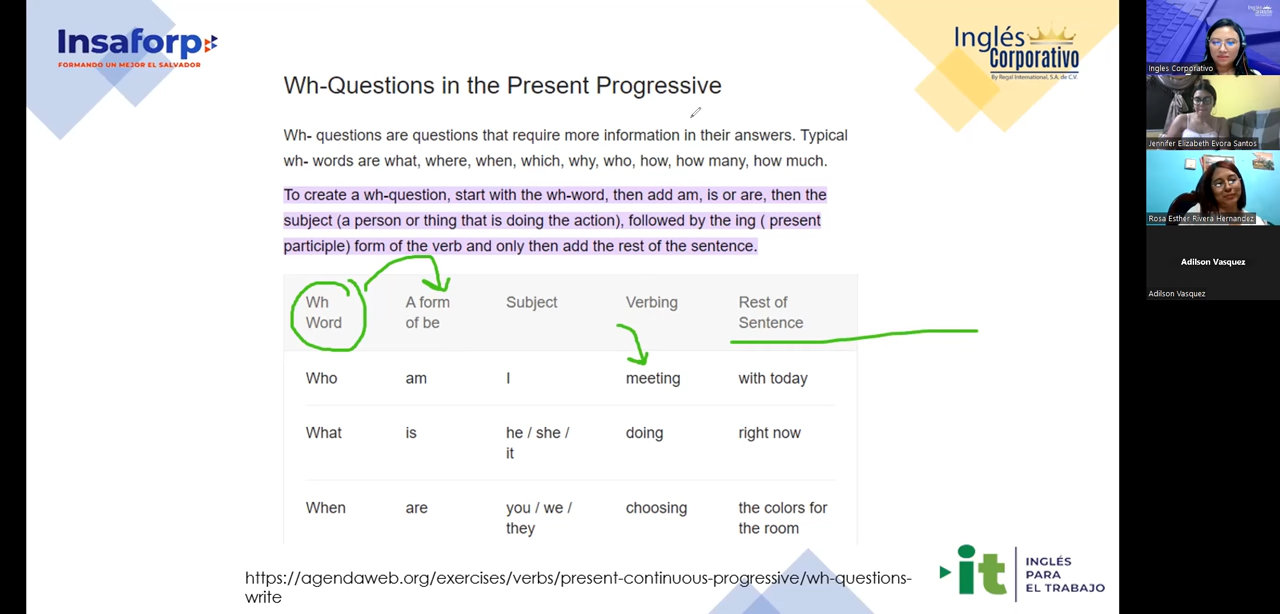 Insaforp
FORMANDO UN MEJOR EL SALVADOR
Inglés
Corporativo
By Regal International, S.A. de C.V.
Wh-Questions in the Present Progressive
Wh- questions are questions that require more information in their answers. Typical
wh- words are what, where, when, which, why, who, how, how many, how much.
To create a wh-question, start with the wh-word, then add am, is or are, then the
subject (a person or thing that is doing the action), followed by the ing ( present
participle) form of the verb and only then add the rest of the sentence.
Wh Word A form of be Subject Verbing Rest of Sentence
Who am I meeting with today
What is he / she / it doing right now
When are you / we / they choosing the colors for the room
https://agendaweb.org/exercises/verbs/present-continuous-progressive/wh-questions-
write
it
INGLÉS
PARA
EL TRABAJO
Ingles Corporativo
Jennifer Elizabeth Evora Santos
Rosa Esther Rivera Hernandez
Adilson Vasquez
Adilson Vasquez